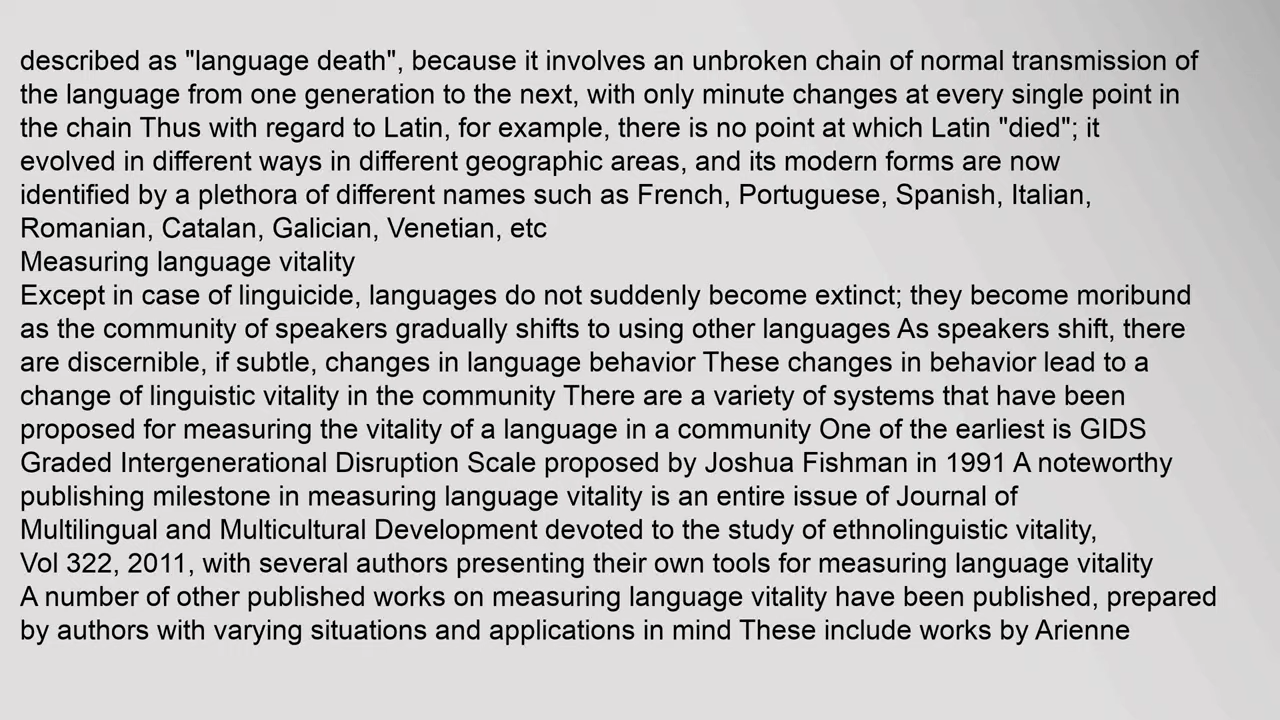 described as "language death", because it involves an unbroken chain of normal transmission of
the language from one generation to the next, with only minute changes at every single point in
the chain Thus with regard to Latin, for example, there is no point at which Latin "died"; it
evolved in different ways in different geographic areas, and its modern forms are now
identified by a plethora of different names such as French, Portuguese, Spanish, Italian,
Romanian, Catalan, Galician, Venetian, etc
Measuring language vitality
Except in case of linguicide, languages do not suddenly become extinct; they become moribund
as the community of speakers gradually shifts to using other languages As speakers shift, there
are discernible, if subtle, changes in language behavior These changes in behavior lead to a
change of linguistic vitality in the community There are a variety of systems that have been
proposed for measuring the vitality of a language in a community One of the earliest is GIDS
Graded Intergenerational Disruption Scale proposed by Joshua Fishman in 1991 A noteworthy
publishing milestone in measuring language vitality is an entire issue of Journal of
Multilingual and Multicultural Development devoted to the study of ethnolinguistic vitality,
Vol 322, 2011, with several authors presenting their own tools for measuring language vitality
A number of other published works on measuring language vitality have been published, prepared
by authors with varying situations and applications in mind These include works by Arienne